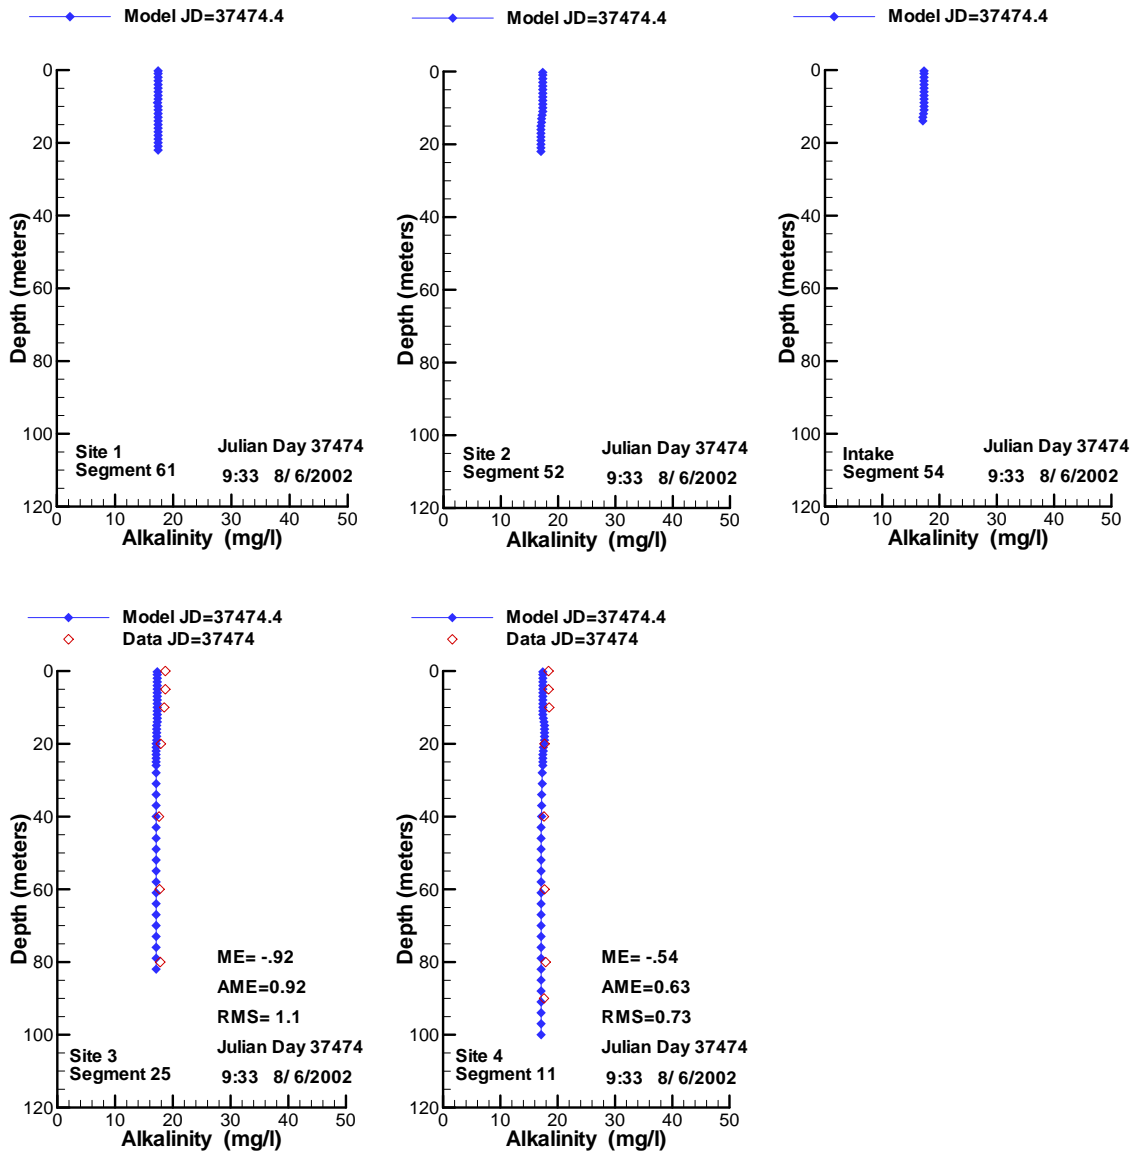 Model JD=37474.4
0
20
40
60
80
100
120
Depth (meters)
Site 1
Segment 61
Julian Day 37474
9:33 8/ 6/2002
0 10 20 30 40 50
Alkalinity (mg/l)
Model JD=37474.4
0
20
40
60
80
100
120
Depth (meters)
Site 2
Segment 52
Julian Day 37474
9:33 8/ 6/2002
0 10 20 30 40 50
Alkalinity (mg/l)
Model JD=37474.4
0
20
40
60
80
100
120
Depth (meters)
Intake
Segment 54
Julian Day 37474
9:33 8/ 6/2002
0 10 20 30 40 50
Alkalinity (mg/l)
Model JD=37474.4
Data JD=37474
0
20
40
60
80
100
120
Depth (meters)
ME= -.92
AME=0.92
RMS= 1.1
Site 3
Segment 25
Julian Day 37474
9:33 8/ 6/2002
0 10 20 30 40 50
Alkalinity (mg/l)
Model JD=37474.4
Data JD=37474
0
20
40
60
80
100
120
Depth (meters)
ME= -.54
AME=0.63
RMS=0.73
Site 4
Segment 11
Julian Day 37474
9:33 8/ 6/2002
0 10 20 30 40 50
Alkalinity (mg/l)